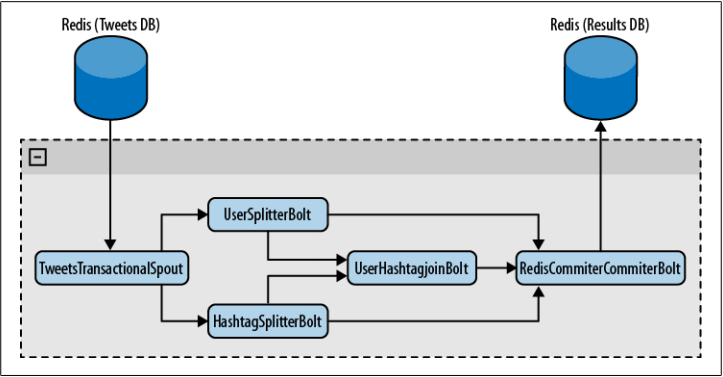 Redis (Tweets DB)
Redis (Results DB)
UserSplitterBolt
TweetsTransactionalSpout
UserHashtagjoinBolt
RedisCommiterCommiterBolt
HashtagSplitterBolt